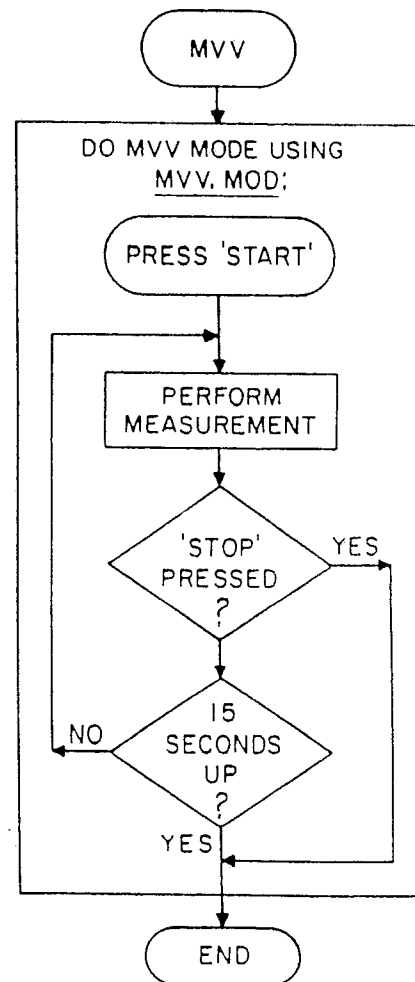 MVV
DO MVV MODE USING
MVV. MOD:
PRESS 'START'
PERFORM
MEASUREMENT
'STOP'
PRESSED
?
YES
15
SECONDS
UP
?
NO
YES
END